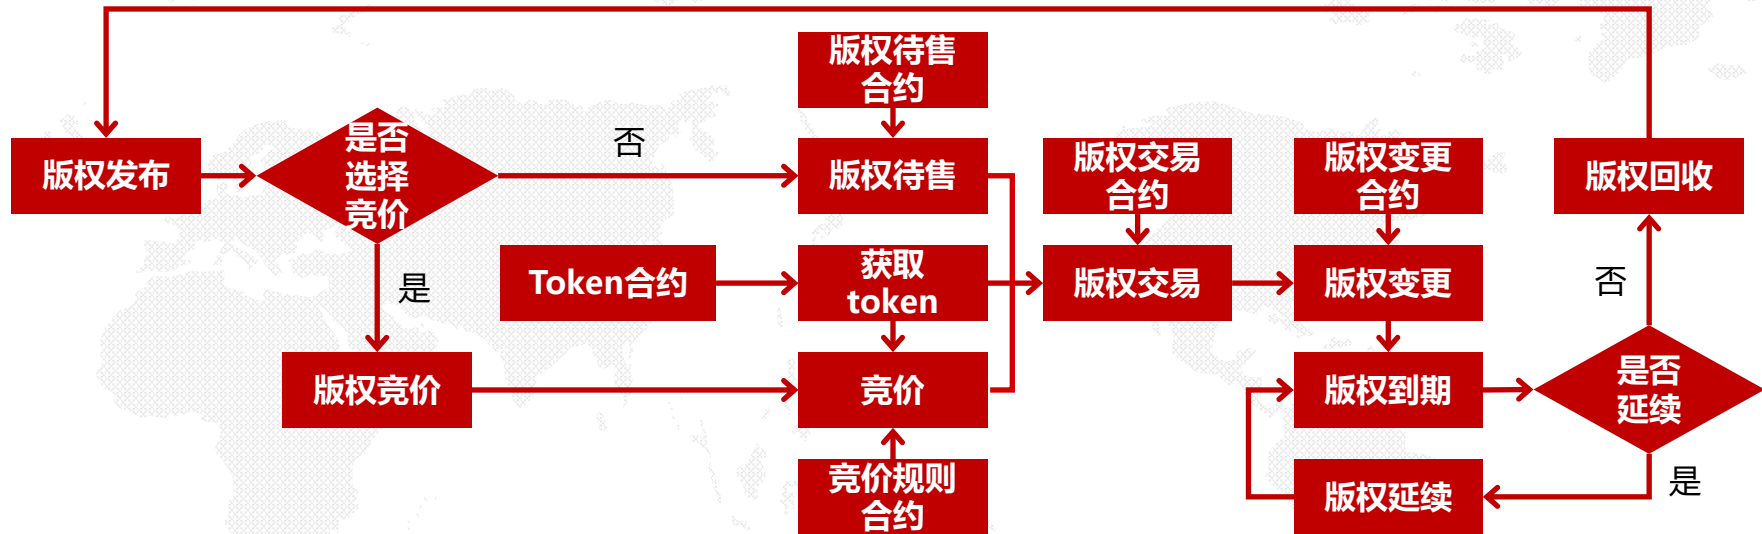 版权待售
合约
版权发布
是否
选择
竞价
否
版权待售
版权交易
合约
版权变更
合约
版权回收
是
Token合约
获取
token
版权交易
版权变更
否
版权竞价
竞价
版权到期
是否
延续
竞价规则
合约
版权延续
是